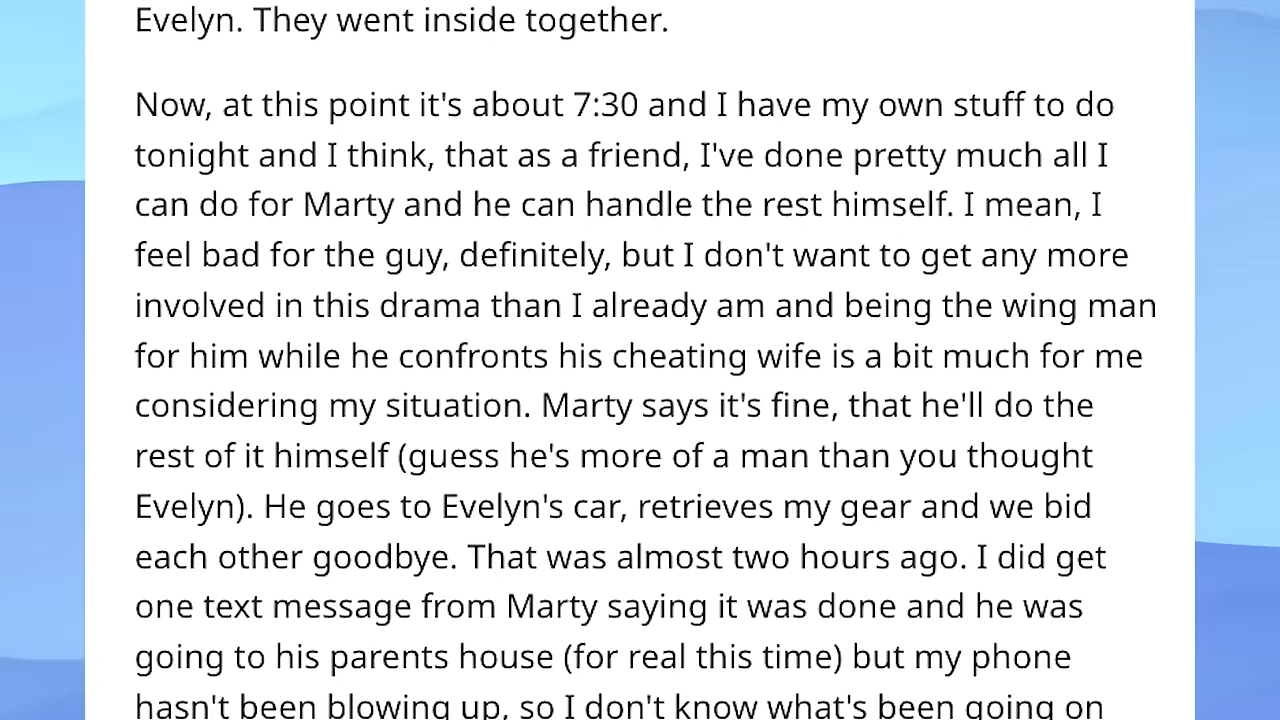 Evelyn. They went inside together.
Now, at this point it's about 7:30 and I have my own stuff to do
tonight and I think, that as a friend, I've done pretty much all I
can do for Marty and he can handle the rest himself. I mean, I
feel bad for the guy, definitely, but I don't want to get any more
involved in this drama than I already am and being the wing man
for him while he confronts his cheating wife is a bit much for me
considering my situation. Marty says it's fine, that he'll do the
rest of it himself (guess he's more of a man than you thought
Evelyn). He goes to Evelyn's car, retrieves my gear and we bid
each other goodbye. That was almost two hours ago. I did get
one text message from Marty saying it was done and he was
going to his parents house (for real this time) but my phone
hasn't been blowing up, so I don't know what's been going on